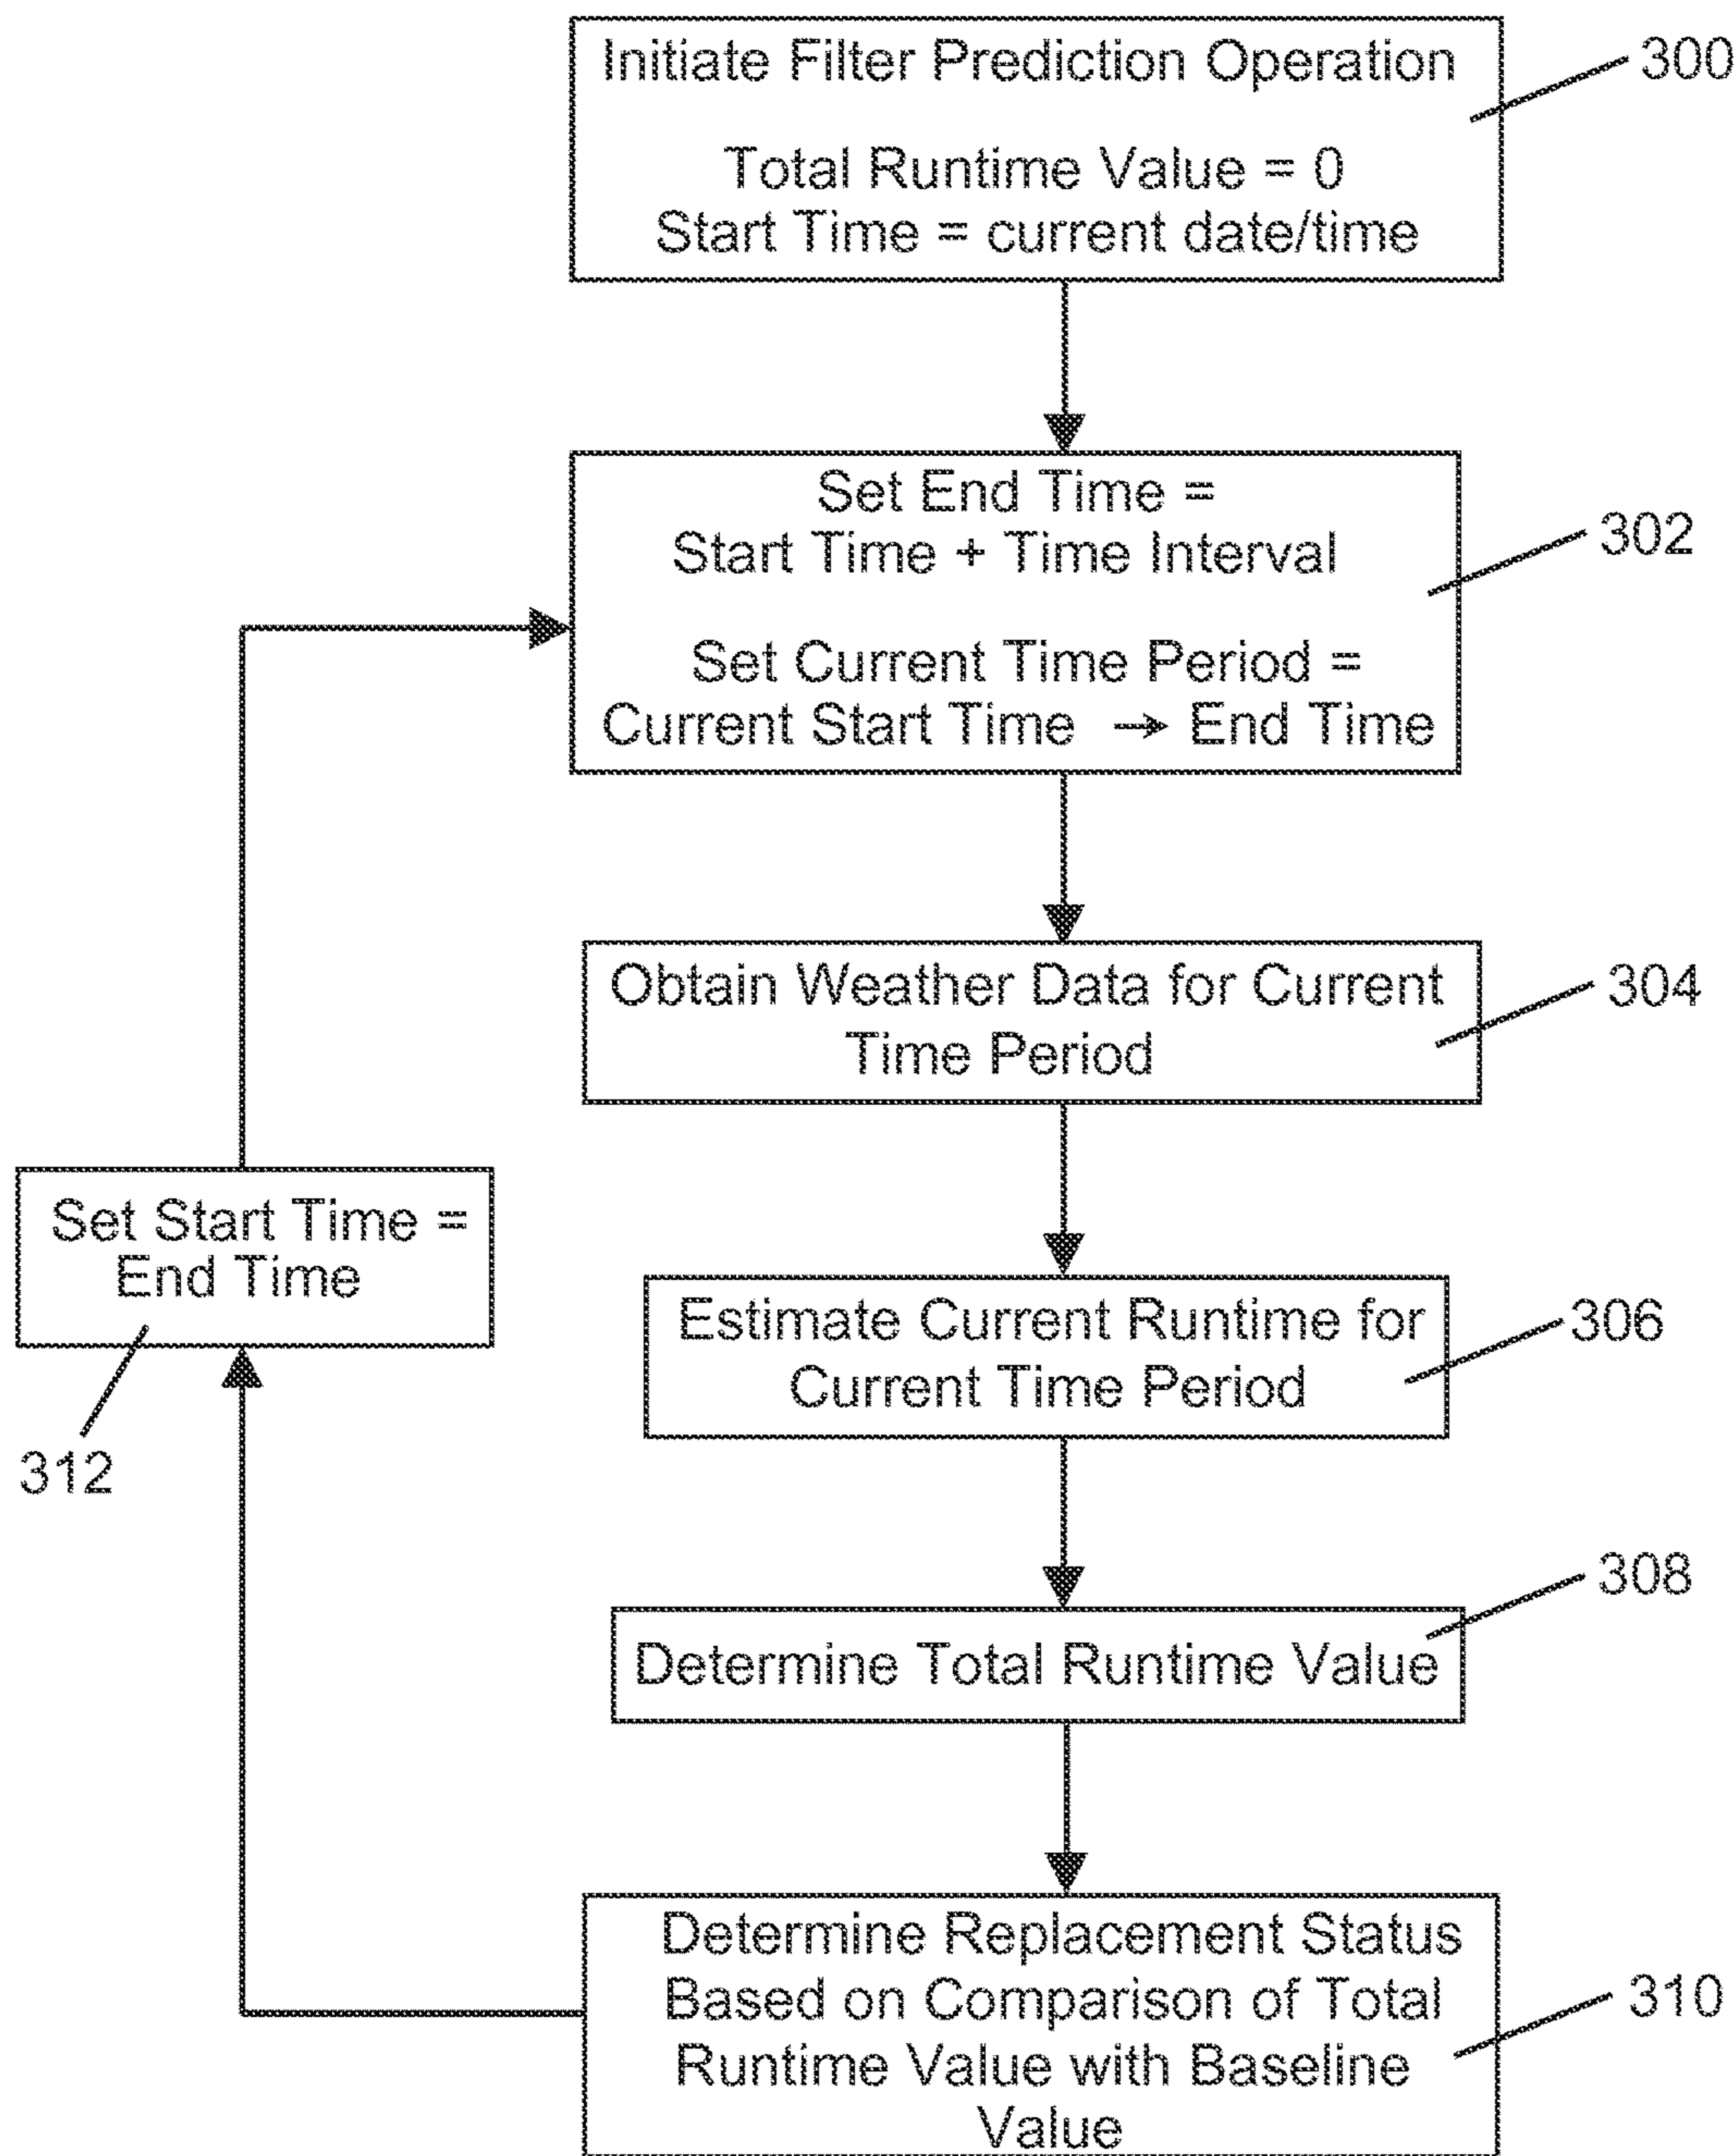 Initiate Filter Prediction Operation
300
Total Runtime Value = 0
Start Time = current date/time
Set End Time =
Start Time + Time Interval
302
Set Current Time Period =
Current Start Time → End Time
Obtain Weather Data for Current
Time Period
304
Set Start Time =
End Time
312
Estimate Current Runtime for
Current Time Period
306
308
Determine Total Runtime Value
Determine Replacement Status
Based on Comparison of Total
Runtime Value with Baseline
Value
310